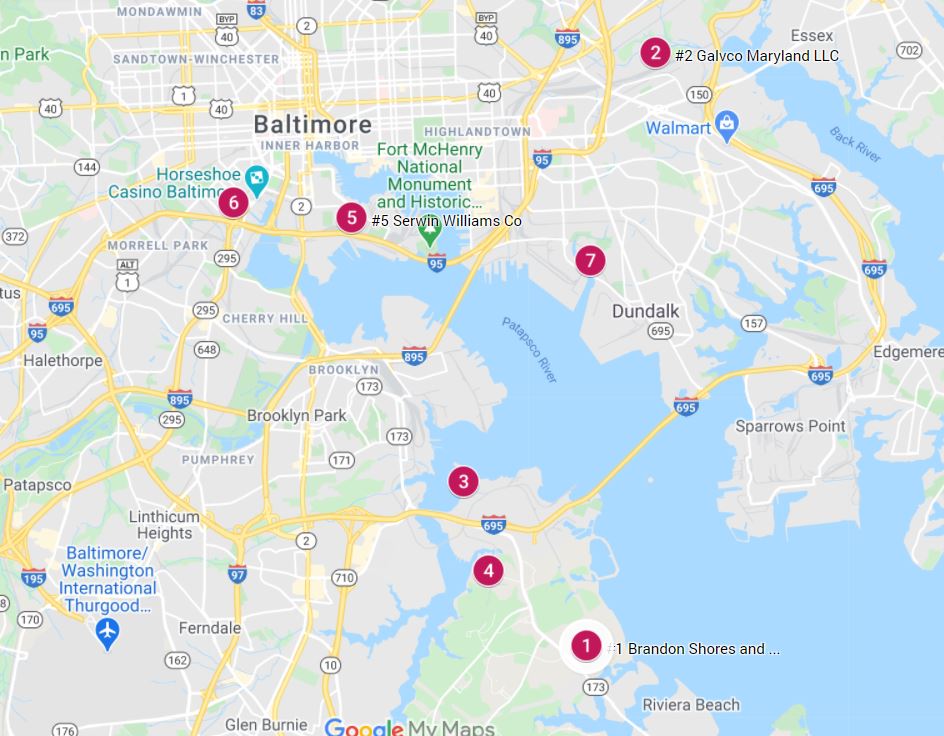 MONDAWMIN
83
2
BYP
40
BYP
40
895
2
#2 Galvco Maryland LLC
Essex
702
n Park
SANDTOWN-WINCHESTER
40
1
40
40
150
Baltimore
INNER HARBOR
HIGHLANDTOWN
Walmart
Back River
144
Fort McHenry
National
Monument
and Historic...
95
Horseshoe
Casino Baltimo
6
2
5
#5 Serwin Williams Co
695
372
MORRELL PARK
295
95
7
695
ALT
1
tus
695
295
CHERRY HILL
Patapsco River
Dundalk
695
157
95
Halethorpe
648
895
Edgemere
BROOKLYN
173
695
895
295
Brooklyn Park
695
173
Sparrows Point
PUMPHREY
171
Patapsco
3
Linthicum
Heights
695
2
Baltimore/
Washington
International
Thurgood...
195
97
710
4
8
170
Ferndale
1
#1 Brandon Shores and ...
162
10
173
Riviera Beach
176
Glen Burnie
Google My Maps